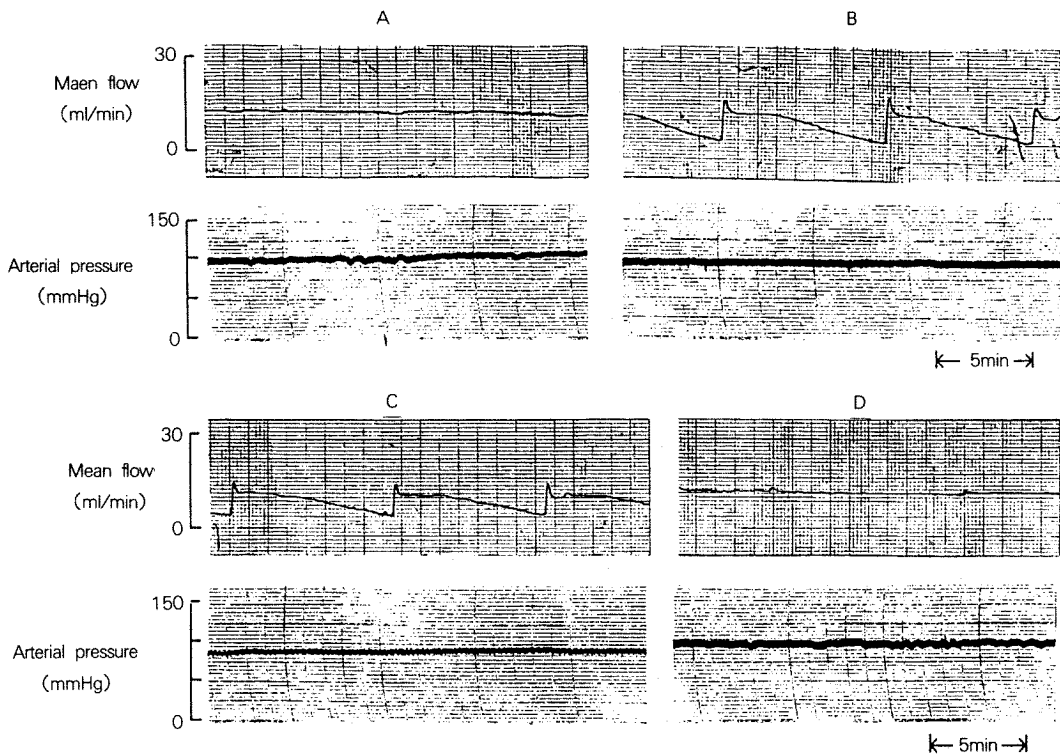 A
B
30
Maen flow
(ml/min)
0
150
Arterial pressure
(mmHg)
0
5min
C
D
30
Mean flow
(ml/min)
0
150
Arterial pressure
(mmHg)
0
5min